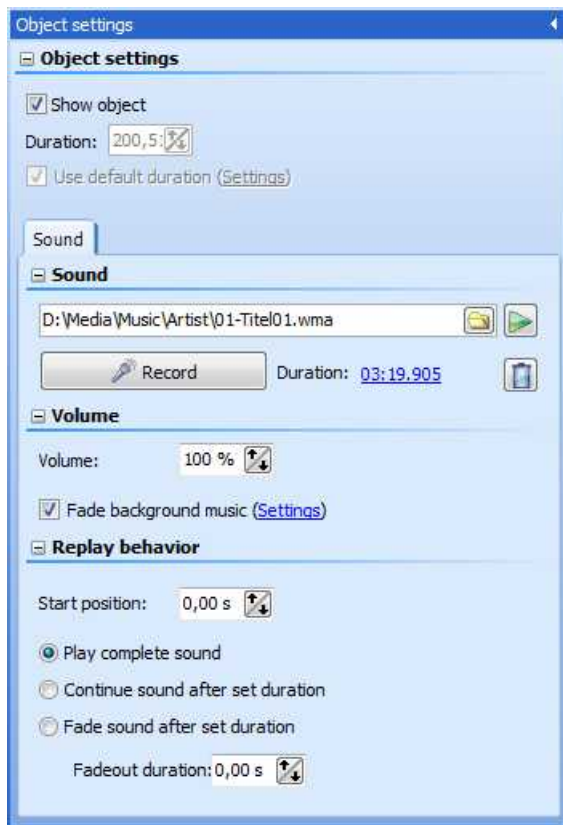 Object settings
Object settings
Show object
Duration: 200,5
Use default duration (Settings)
Sound
Sound
D:\Media\Music\Artist\01-Titel01.wma
Record Duration: 03:19.905
Volume
Volume: 100 %
Fade background music (Settings)
Replay behavior
Start position: 0,00 s
Play complete sound
Continue sound after set duration
Fade sound after set duration
Fadeout duration: 0,00 s